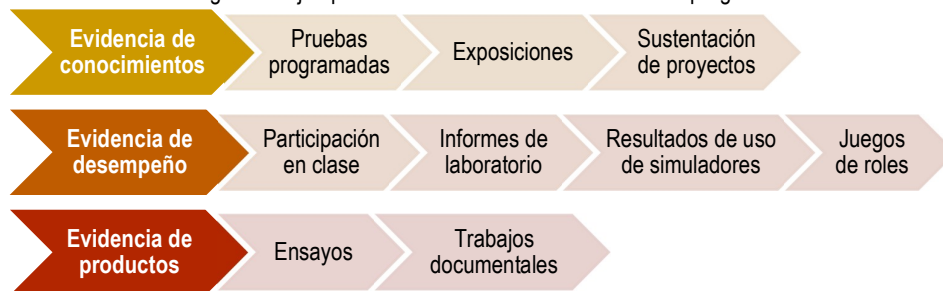 Evidencia de
conocimientos
Pruebas
programadas
Exposiciones
Sustentación
de proyectos
Evidencia de
desempeño
Participación
en clase
Informes de
laboratorio
Resultados de uso
de simuladores
Juegos
de roles
Evidencia de
productos
Ensayos
Trabajos
documentales